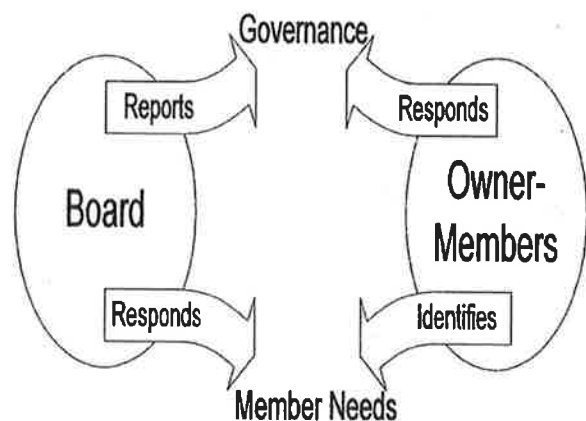 Governance
Reports
Responds
Board
Owner-
Members
Responds
Identifies
Member Needs